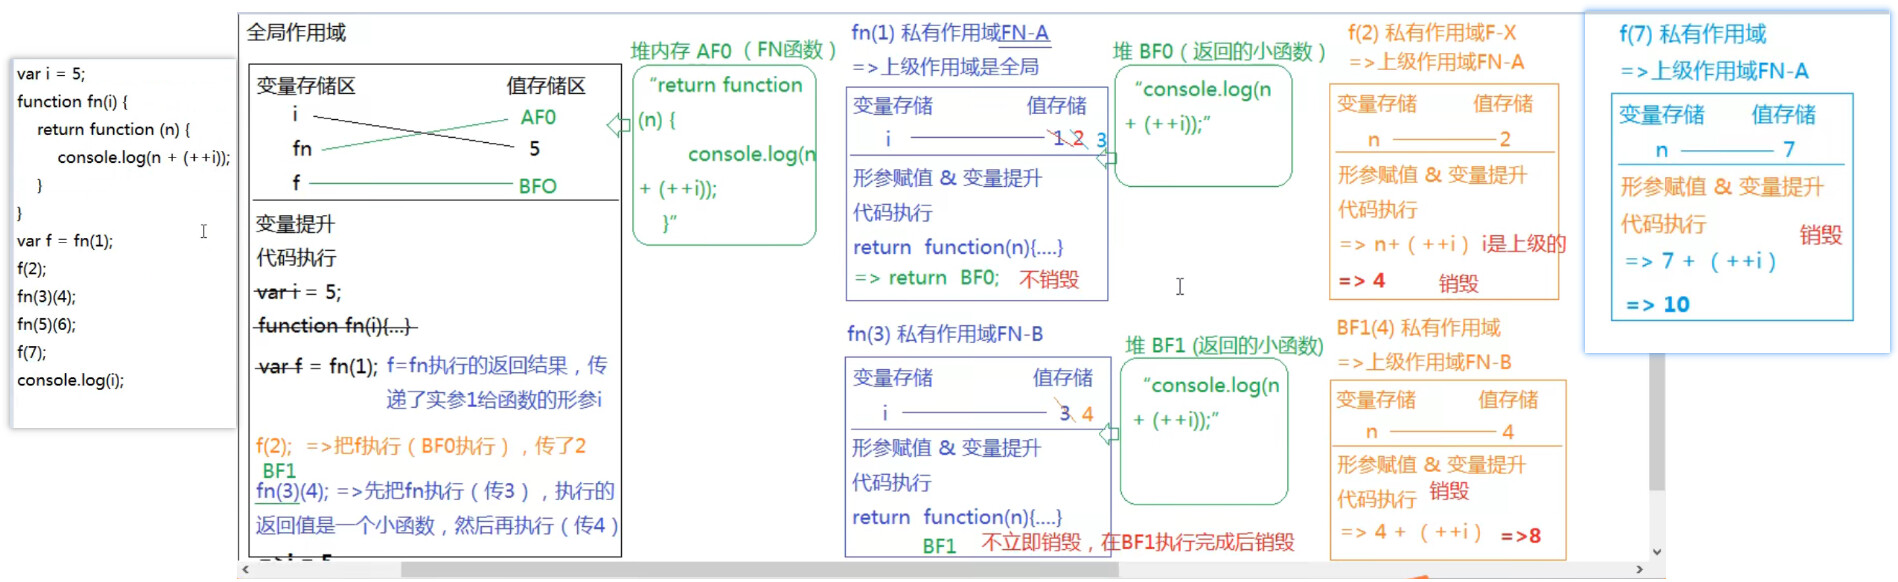 var i = 5;
function fn(i) {
return function (n) {
console.log(n + (++i));
}
}
var f = fn(1);
f(2);
fn(3)(4);
fn(5)(6);
f(7);
console.log(i);
全局作用域
变量存储区 值存储区
i AF0
fn 5
f BFO
变量提升
代码执行
var i = 5;
function fn(i){...}
var f = fn(1); f=fn执行的返回结果，传
递了实参1给函数的形参i
f(2); =>把f执行（BF0执行），传了2
BF1
fn(3)(4); =>先把fn执行（传3），执行的
返回值是一个小函数，然后再执行（传4）
堆内存 AF0 （FN函数）
“return function
(n) {
console.log(n
+ (++i));
}”
fn(1) 私有作用域FN-A
=>上级作用域是全局
变量存储 值存储
i 1 2 3
形参赋值 & 变量提升
代码执行
return function(n){....}
=> return BF0; 不销毁
堆 BF0（返回的小函数）
“console.log(n
+ (++i));”
f(2) 私有作用域F-X
=>上级作用域FN-A
变量存储 值存储
n 2
形参赋值 & 变量提升
代码执行
=> n+（++i） i是上级的
=> 4 销毁
f(7) 私有作用域
=>上级作用域FN-A
变量存储 值存储
n 7
形参赋值 & 变量提升
代码执行
销毁
=> 7 + （++i）
=> 10
fn(3) 私有作用域FN-B
变量存储 值存储
i 3 4
形参赋值 & 变量提升
代码执行
return function(n){....}
BF1 不立即销毁，在BF1执行完成后销毁
堆 BF1 (返回的小函数)
“console.log(n
+ (++i));”
BF1(4) 私有作用域
=>上级作用域FN-B
变量存储 值存储
n 4
形参赋值 & 变量提升
代码执行 销毁
=> 4 + （++i） =>8